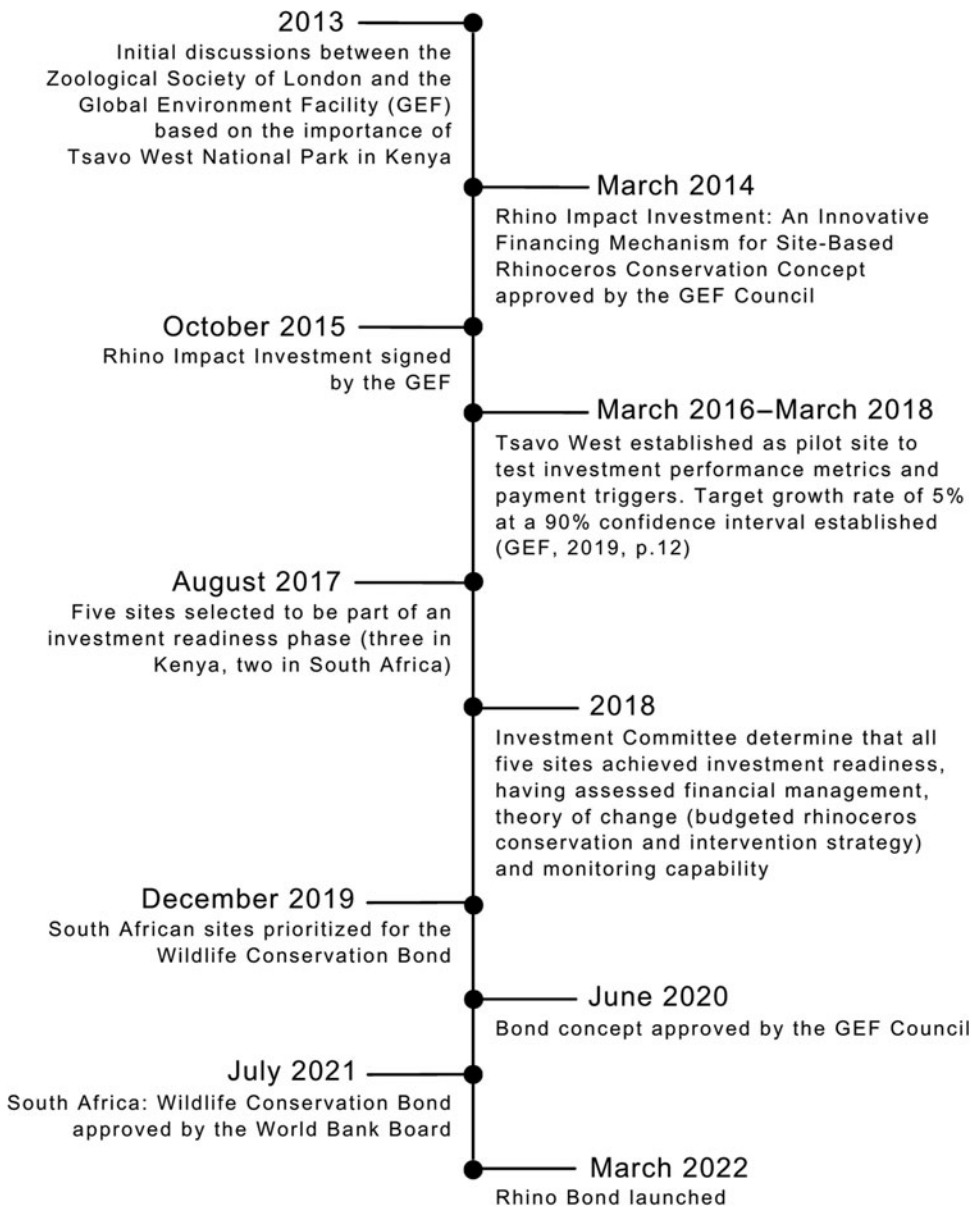 2013
Initial discussions between the
Zoological Society of London and the
Global Environment Facility (GEF)
based on the importance of
Tsavo West National Park in Kenya
March 2014
Rhino Impact Investment: An Innovative
Financing Mechanism for Site-Based
Rhinoceros Conservation Concept
approved by the GEF Council
October 2015
Rhino Impact Investment signed
by the GEF
March 2016–March 2018
Tsavo West established as pilot site to
test investment performance metrics and
payment triggers. Target growth rate of 5%
at a 90% confidence interval established
(GEF, 2019, p.12)
August 2017
Five sites selected to be part of an
investment readiness phase (three in
Kenya, two in South Africa)
2018
Investment Committee determine that all
five sites achieved investment readiness,
having assessed financial management,
theory of change (budgeted rhinoceros
conservation and intervention strategy)
and monitoring capability
December 2019
South African sites prioritized for the
Wildlife Conservation Bond
June 2020
Bond concept approved by the GEF Council
July 2021
South Africa: Wildlife Conservation Bond
approved by the World Bank Board
March 2022
Rhino Bond launched